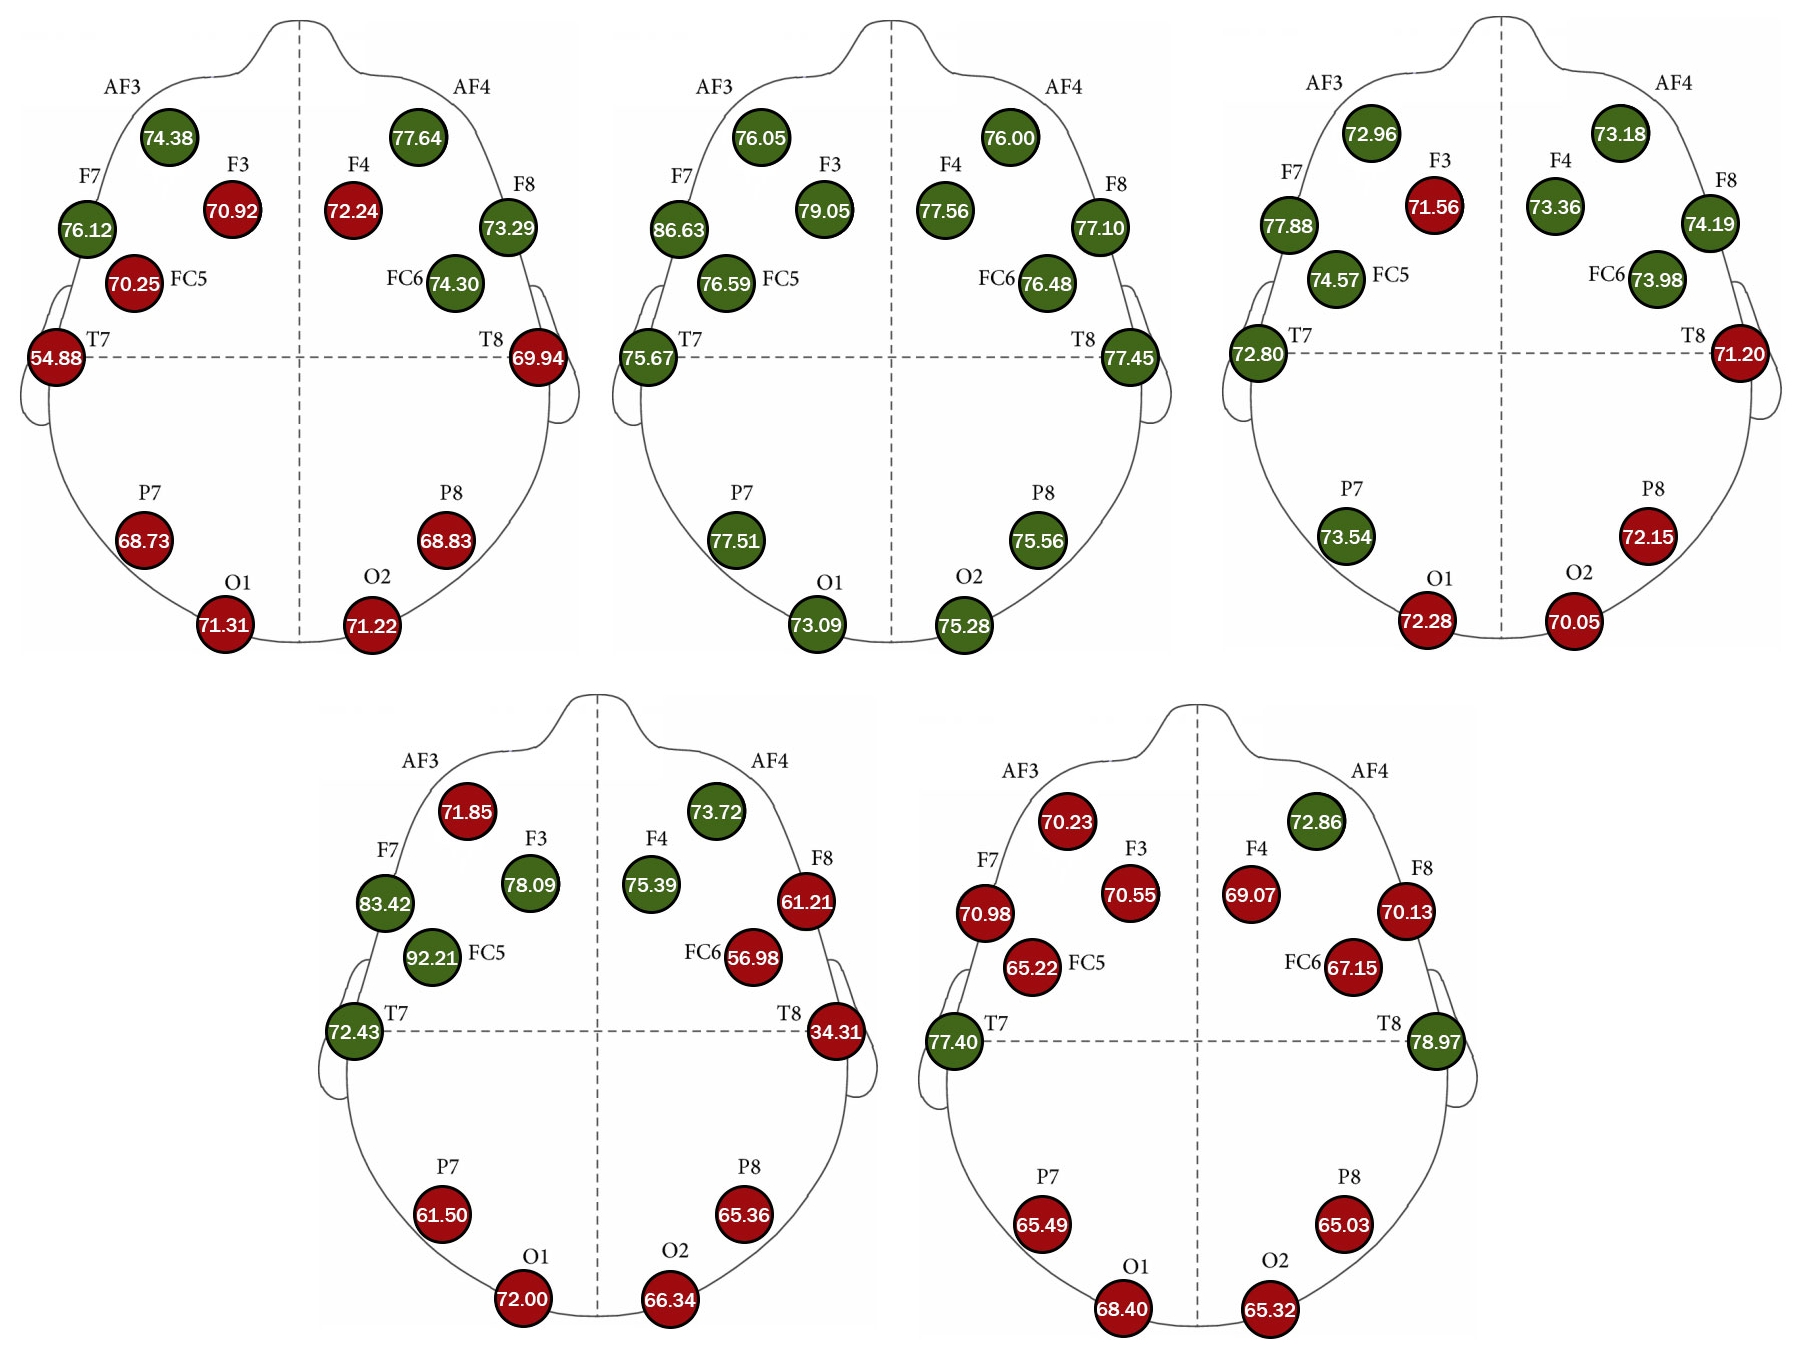 AF3 AF4
74.38 77.64
F7 F3 F4 F8
76.12 70.92 72.24 73.29
70.25 FC5 FC6 74.30
54.88 T7 T8 69.94
P7 P8
68.73 68.83
O1 O2
71.31 71.22
AF3 AF4
76.05 76.00
F7 F3 F4 F8
86.63 79.05 77.56 77.10
76.59 FC5 FC6 76.48
75.67 T7 T8 77.45
P7 P8
77.51 75.56
O1 O2
73.09 75.28
AF3 AF4
72.96 73.18
F7 F3 F4 F8
77.88 71.56 73.36 74.19
74.57 FC5 FC6 73.98
72.80 T7 T8 71.20
P7 P8
73.54 72.15
O1 O2
72.28 70.05
AF3 AF4
71.85 73.72
F7 F3 F4 F8
83.42 78.09 75.39 61.21
92.21 FC5 FC6 56.98
72.43 T7 T8 34.31
P7 P8
61.50 65.36
O1 O2
72.00 66.34
AF3 AF4
70.23 72.86
F7 F3 F4 F8
70.98 70.55 69.07 70.13
65.22 FC5 FC6 67.15
77.40 T7 T8 78.97
P7 P8
65.49 65.03
O1 O2
68.40 65.32